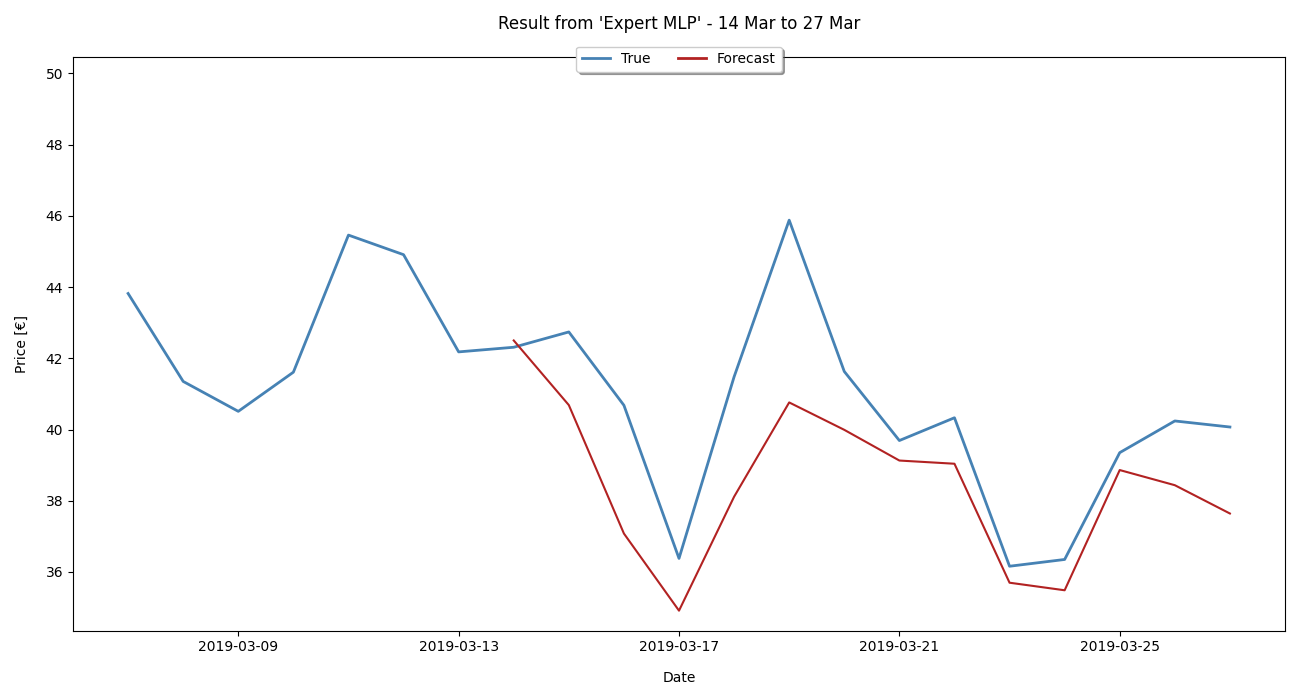 Result from 'Expert MLP' - 14 Mar to 27 Mar
True Forecast
Price [€]
50
48
46
44
42
40
38
36
2019-03-09 2019-03-13 2019-03-17 2019-03-21 2019-03-25
Date